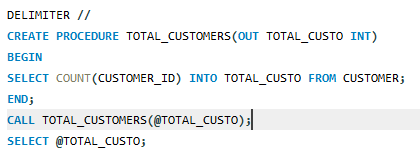 DELIMITER //
CREATE PROCEDURE TOTAL_CUSTOMERS(OUT TOTAL_CUSTO INT)
BEGIN
SELECT COUNT(CUSTOMER_ID) INTO TOTAL_CUSTO FROM CUSTOMER;
END;
CALL TOTAL_CUSTOMERS(@TOTAL_CUSTO);
SELECT @TOTAL_CUSTO;